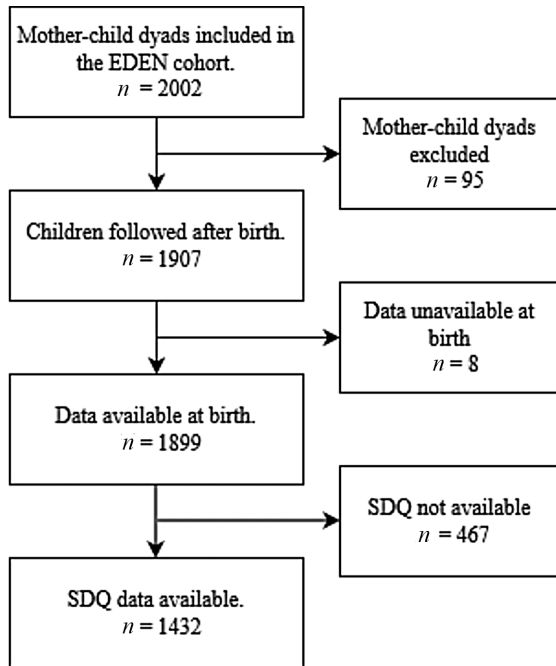 Mother-child dyads included in
the EDEN cohort.
n = 2002
Mother-child dyads
excluded
n = 95
Children followed after birth.
n = 1907
Data unavailable at
birth
n = 8
Data available at birth.
n = 1899
SDQ not available
n = 467
SDQ data available.
n = 1432